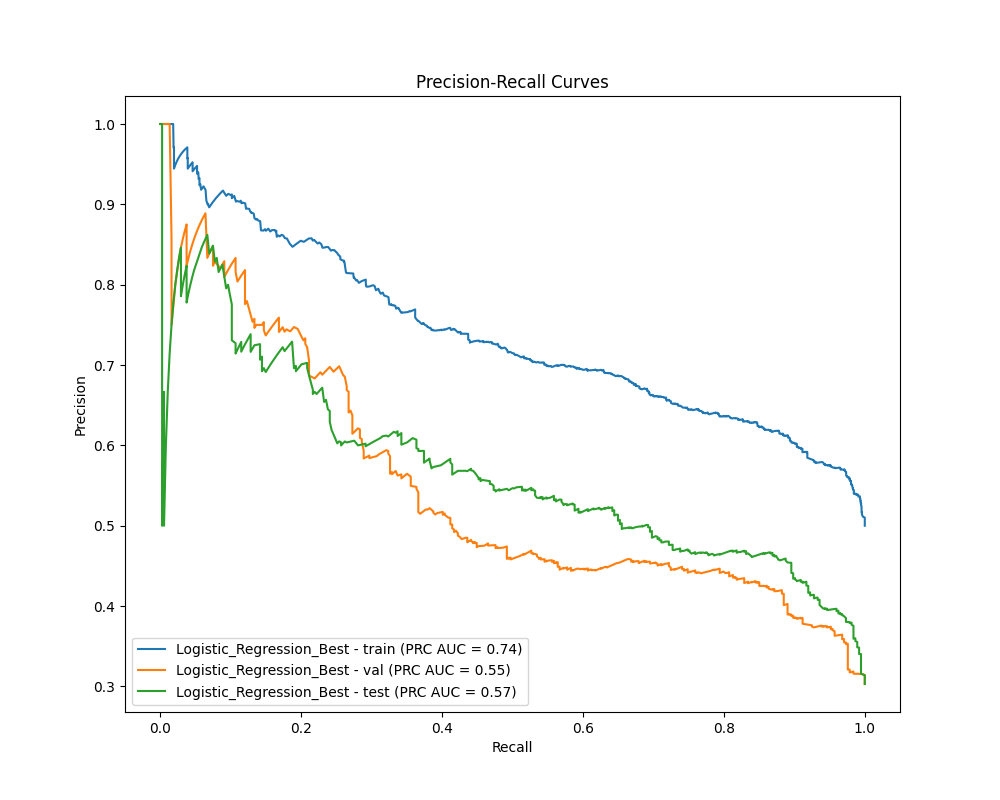 Precision-Recall Curves
Precision
1.0
0.9
0.8
0.7
0.6
0.5
0.4
0.3
Logistic_Regression_Best - train (PRC AUC = 0.74)
Logistic_Regression_Best - val (PRC AUC = 0.55)
Logistic_Regression_Best - test (PRC AUC = 0.57)
0.0
0.2
0.4
0.6
0.8
1.0
Recall